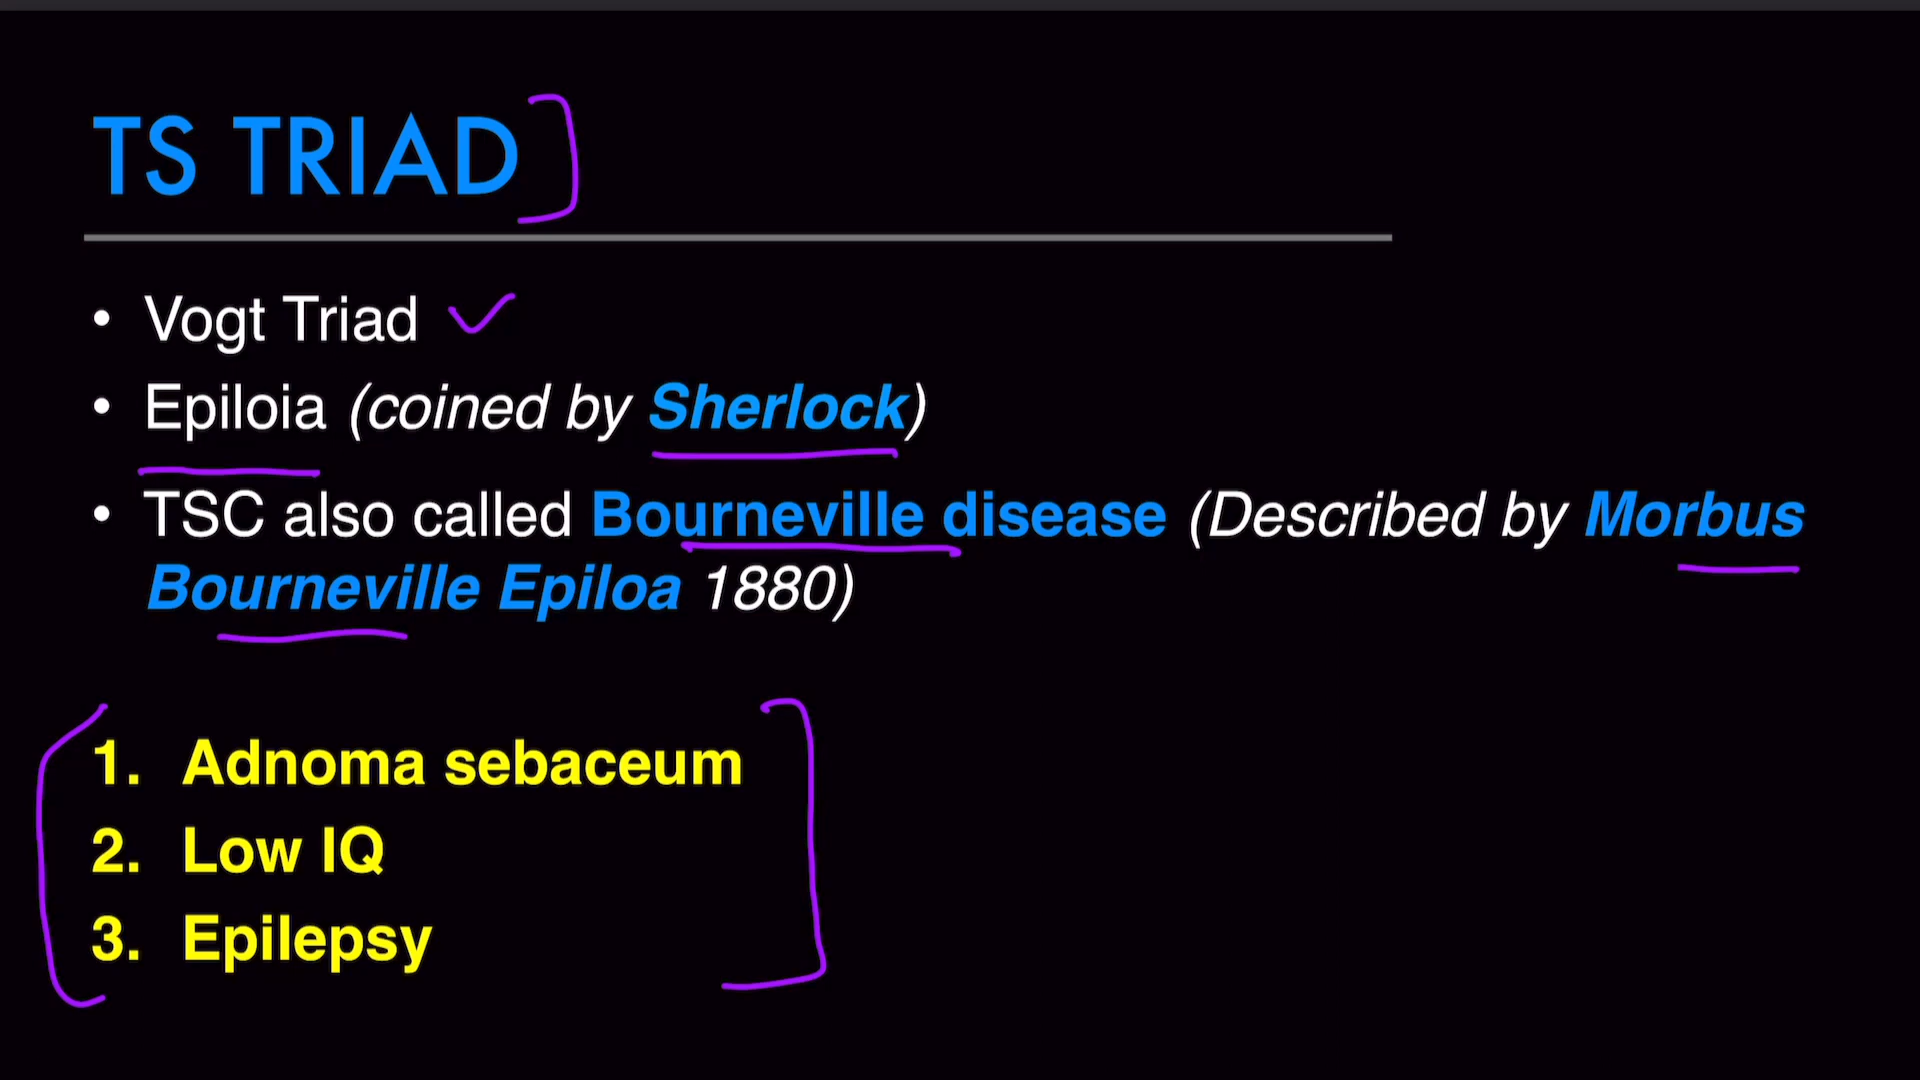 TS TRIAD
• Vogt Triad
• Epiloia (coined by Sherlock)
• TSC also called Bourneville disease (Described by Morbus
Bourneville Epiloa 1880)
1. Adnoma sebaceum
2. Low IQ
3. Epilepsy